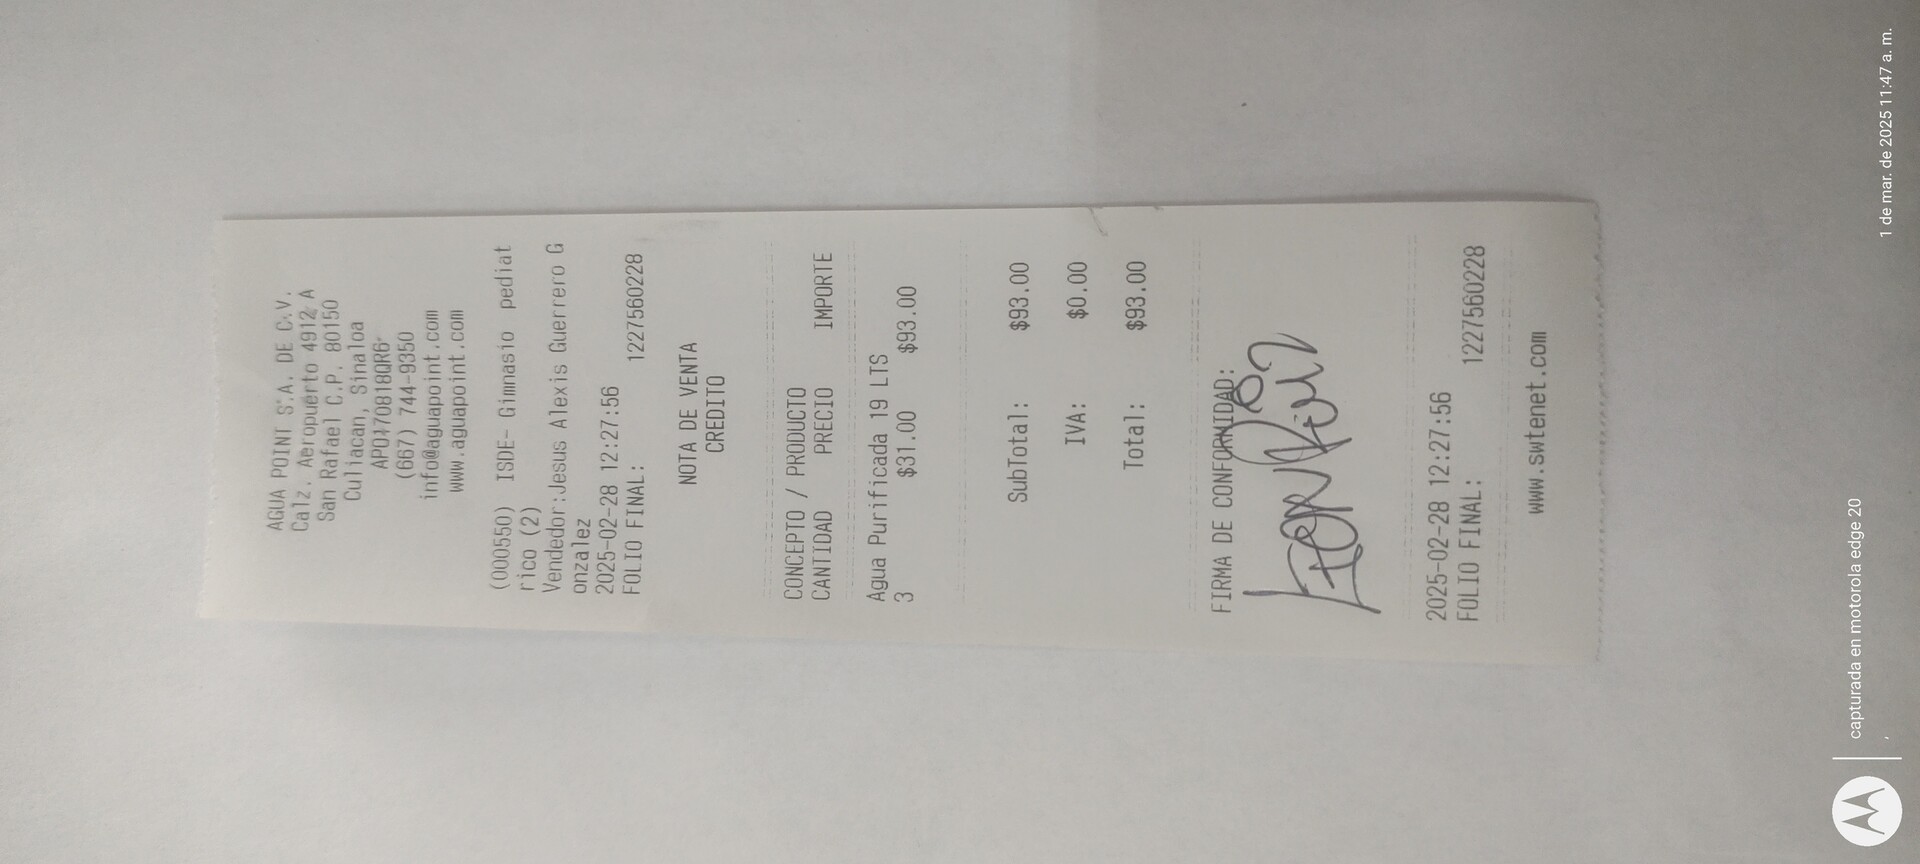 AGUA POINT S.A. DE C.V.
Calz. Aeropuerto 4912 A
San Rafael C.P. 80150
Culiacan, Sinaloa
APO170818QR6
(667) 744-9350
info@aguapoint.com
www.aguapoint.com
(000550) ISDE- Gimnasio pediat
rico (2)
Vendedor:Jesus Alexis Guerrero G
onzalez
2025-02-28 12:27:56
FOLIO FINAL: 1227560228
NOTA DE VENTA
CREDITO
CONCEPTO / PRODUCTO
CANTIDAD PRECIO IMPORTE
Agua Purificada 19 LTS
3 $31.00 $93.00
SubTotal: $93.00
IVA: $0.00
Total: $93.00
FIRMA DE CONFORMIDAD:
2025-02-28 12:27:56
FOLIO FINAL: 1227560228
www.swtenet.com
capturada en motorola edge 20
1 de mar. de 2025 11:47 a. m.